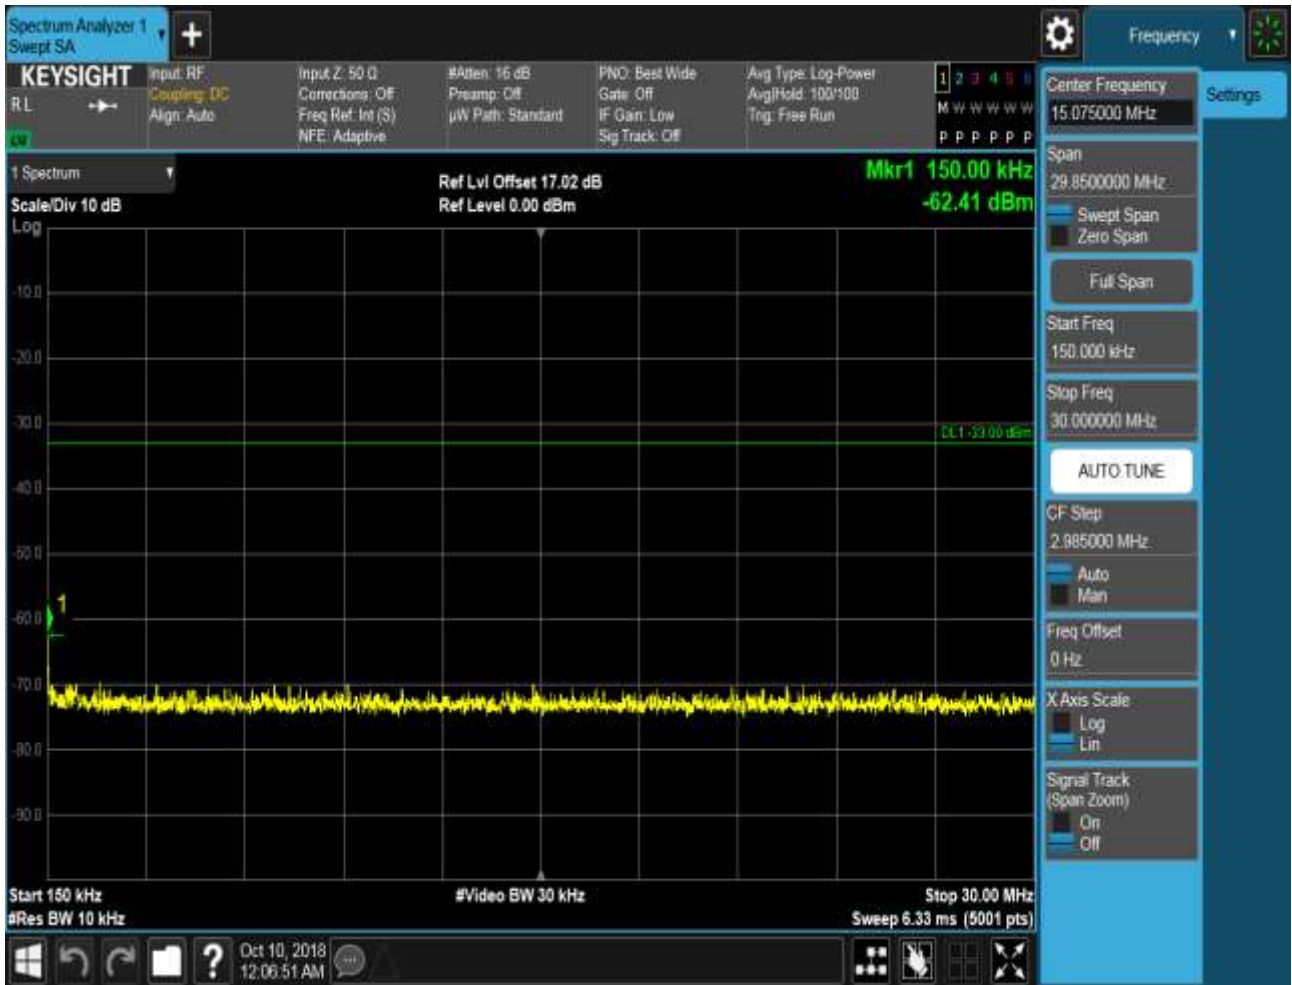 Spectrum Analyzer 1
Swept SA
Frequency
KEYSIGHT
Input: RF
Coupling: DC
Align: Auto
Input Z: 50 Ω
Corrections: Off
Freq Ref: Int (S)
NFE: Adaptive
#Atten: 16 dB
Preamp: Off
µW Path: Standard
PNO: Best Wide
Gate: Off
IF Gain: Low
Sig Track: Off
Avg Type: Log-Power
Avg|Hold: 100/100
Trig: Free Run
1 2 3 4 5 6
M W W W W W
P P P P P P
R L
LXI
1 Spectrum
Scale/Div 10 dB
Log
Ref Lvl Offset 17.02 dB
Ref Level 0.00 dBm
Mkr1 150.00 kHz
-62.41 dBm
-10.0
-20.0
-30.0
DL1 -33.00 dBm
-40.0
-50.0
1
-60.0
-70.0
-80.0
-90.0
Start 150 kHz
#Video BW 30 kHz
Stop 30.00 MHz
#Res BW 10 kHz
Sweep 6.33 ms (5001 pts)
?
Oct 10, 2018
12:06:51 AM
Center Frequency
15.075000 MHz
Settings
Span
29.8500000 MHz
Swept Span
Zero Span
Full Span
Start Freq
150.000 kHz
Stop Freq
30.000000 MHz
AUTO TUNE
CF Step
2.985000 MHz
Auto
Man
Freq Offset
0 Hz
X Axis Scale
Log
Lin
Signal Track
(Span Zoom)
On
Off